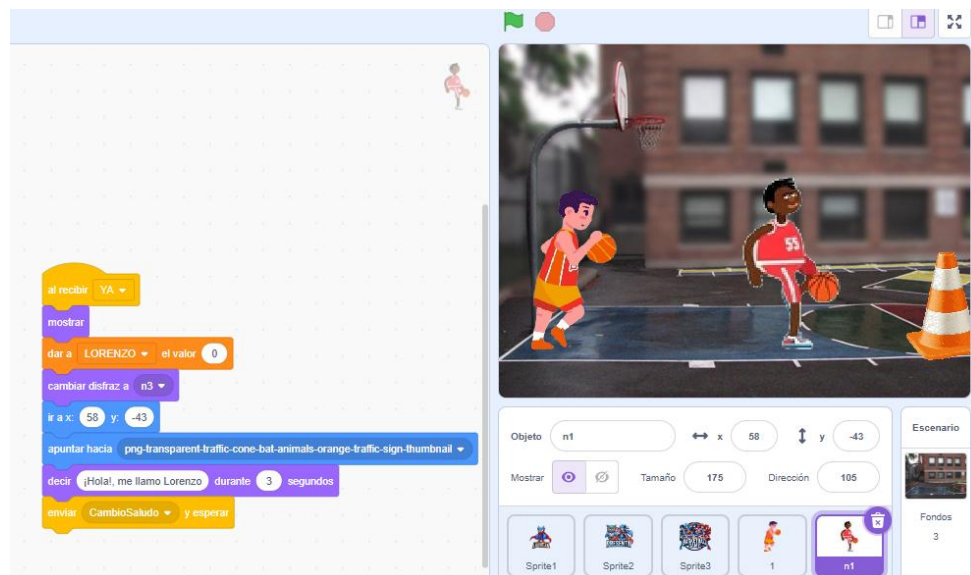 al recibir YA
mostrar
dar a LORENZO el valor 0
cambiar disfraz a n3
ir a x: 58 y: -43
apuntar hacia png-transparent-traffic-cone-bat-animals-orange-traffic-sign-thumbnail
decir ¡Hola!, me llamo Lorenzo durante 3 segundos
enviar CambioSaludo y esperar
55
Objeto n1 x 58 y -43
Mostrar Tamaño 175 Dirección 105
Sprite1 Sprite2 Sprite3 1 n1
Escenario
Fondos
3